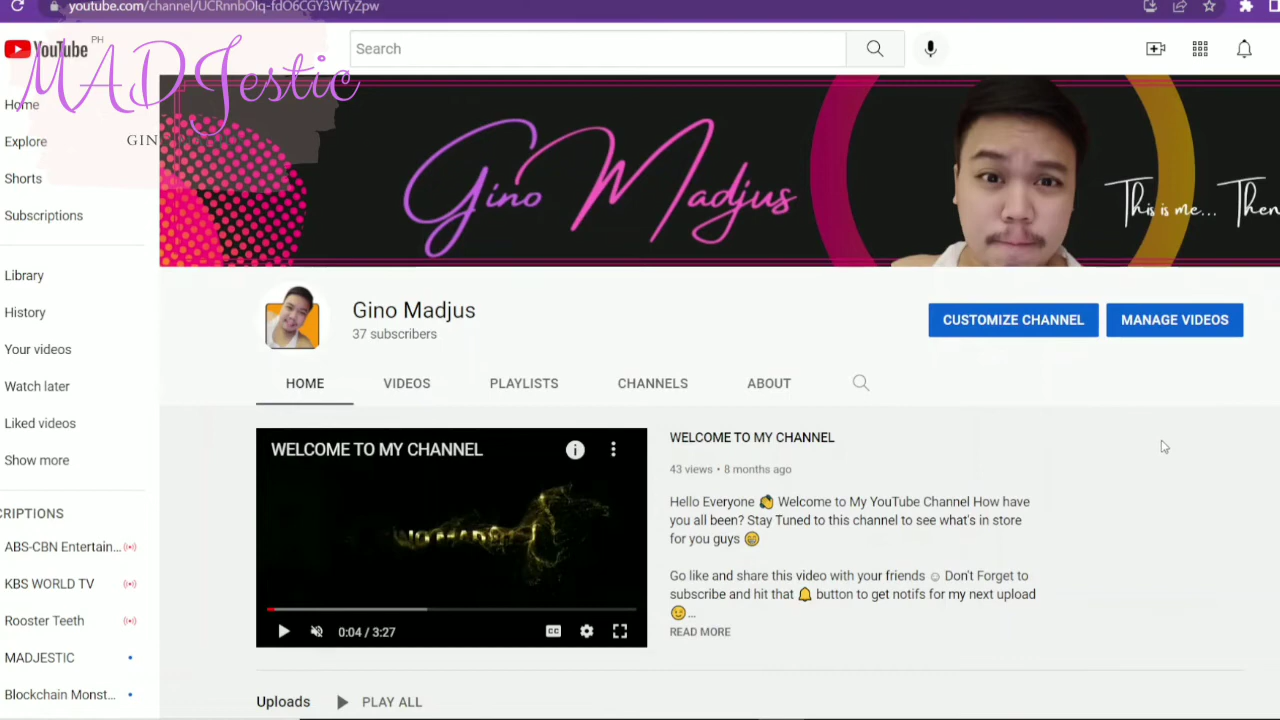 youtube.com/channel/UCRnnbOIq-fdO6CGY3WTyZpw
YouTube PH
MADJestic
GIN
Search
Home
Explore
Shorts
Subscriptions
Library
History
Your videos
Watch later
Liked videos
Show more
CRIPTIONS
ABS-CBN Entertain...
KBS WORLD TV
Rooster Teeth
MADJESTIC
Blockchain Monst...
Gino Madjus
This is me... Then
Gino Madjus
37 subscribers
CUSTOMIZE CHANNEL
MANAGE VIDEOS
HOME
VIDEOS
PLAYLISTS
CHANNELS
ABOUT
WELCOME TO MY CHANNEL
0:04 / 3:27
CC
WELCOME TO MY CHANNEL
43 views • 8 months ago
Hello Everyone 👏 Welcome to My YouTube Channel How have
you all been? Stay Tuned to this channel to see what's in store
for you guys 😁
Go like and share this video with your friends ☺ Don't Forget to
subscribe and hit that 🔔 button to get notifs for my next upload
😉...
READ MORE
Uploads
PLAY ALL